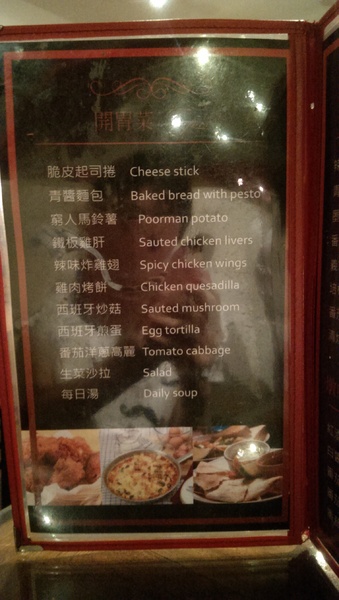 開胃菜
脆皮起司捲 Cheese stick
青醬麵包 Baked bread with pesto
窮人馬鈴薯 Poorman potato
鐵板雞肝 Sauted chicken livers
辣味炸雞翅 Spicy chicken wings
雞肉烤餅 Chicken quesadilla
西班牙炒菇 Sauted mushroom
西班牙煎蛋 Egg tortilla
番茄洋蔥高麗 Tomato cabbage
生菜沙拉 Salad
每日湯 Daily soup